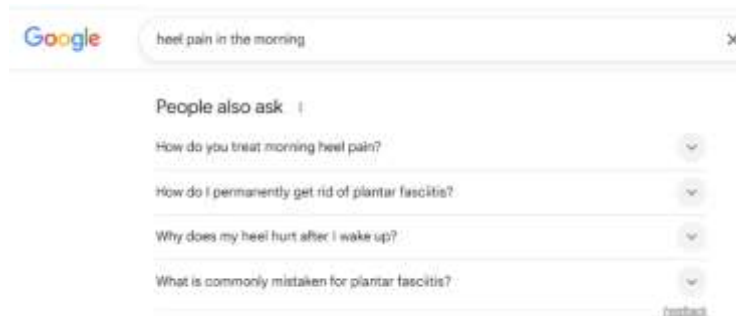 Google
heel pain in the morning
People also ask
How do you treat morning heel pain?
How do I permanently get rid of plantar fasciitis?
Why does my heel hurt after I wake up?
What is commonly mistaken for plantar fasciitis?
Feedback